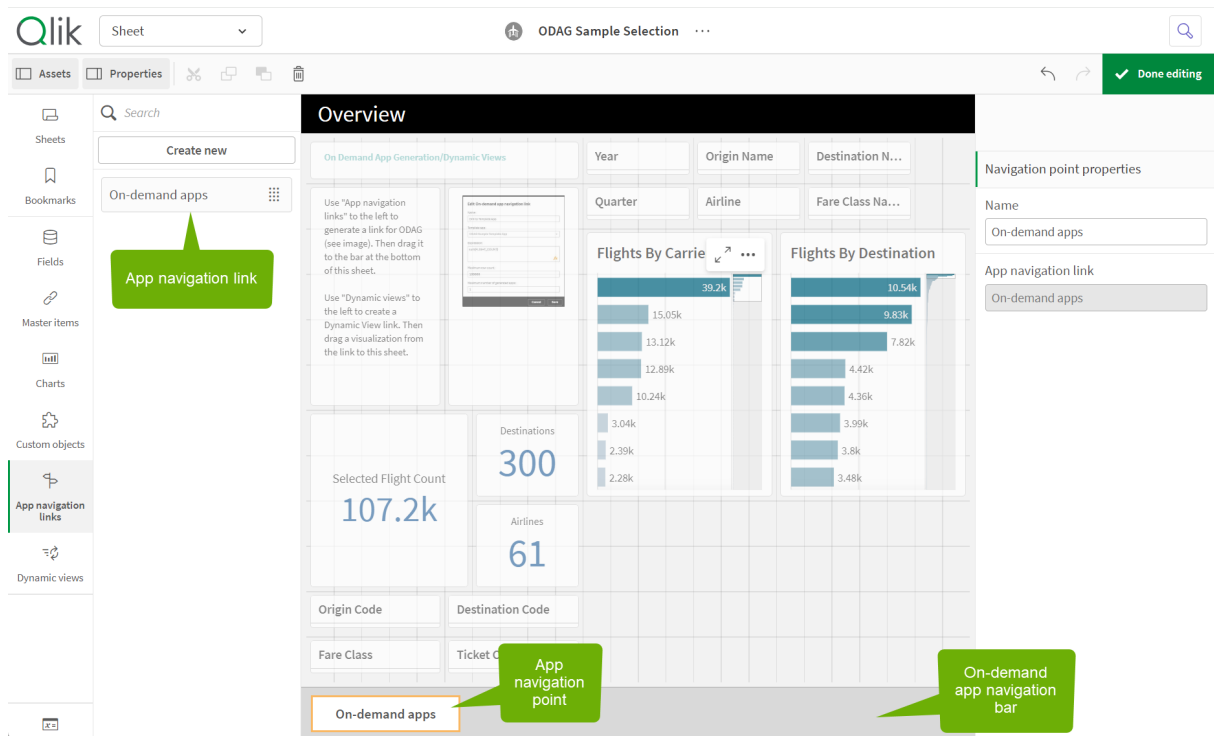 Qlik
Sheet
ODAG Sample Selection ...
Assets
Properties
Done editing
Sheets
Bookmarks
Fields
Master items
Charts
Custom objects
App navigation
links
Dynamic views
Search
Create new
On-demand apps
App navigation link
Overview
On Demand App Generation/Dynamic Views
Year
Origin Name
Destination N...
Use "App navigation
links" to the left to
generate a link for ODAG
(see image). Then drag it
to the bar at the bottom
of this sheet.
Use "Dynamic views" to
the left to create a
Dynamic View link. Then
drag a visualization from
the link to this sheet.
Edit On-demand app navigation link
Quarter
Airline
Fare Class Na...
Flights By Carrie
39.2k
15.05k
13.12k
12.89k
10.24k
3.04k
2.39k
2.28k
Flights By Destination
10.54k
9.83k
7.82k
4.42k
4.36k
3.99k
3.8k
3.48k
Selected Flight Count
107.2k
Destinations
300
Airlines
61
Origin Code
Destination Code
Fare Class
Ticket C
App
navigation
point
On-demand apps
On-demand
app navigation
bar
Navigation point properties
Name
On-demand apps
App navigation link
On-demand apps
x=